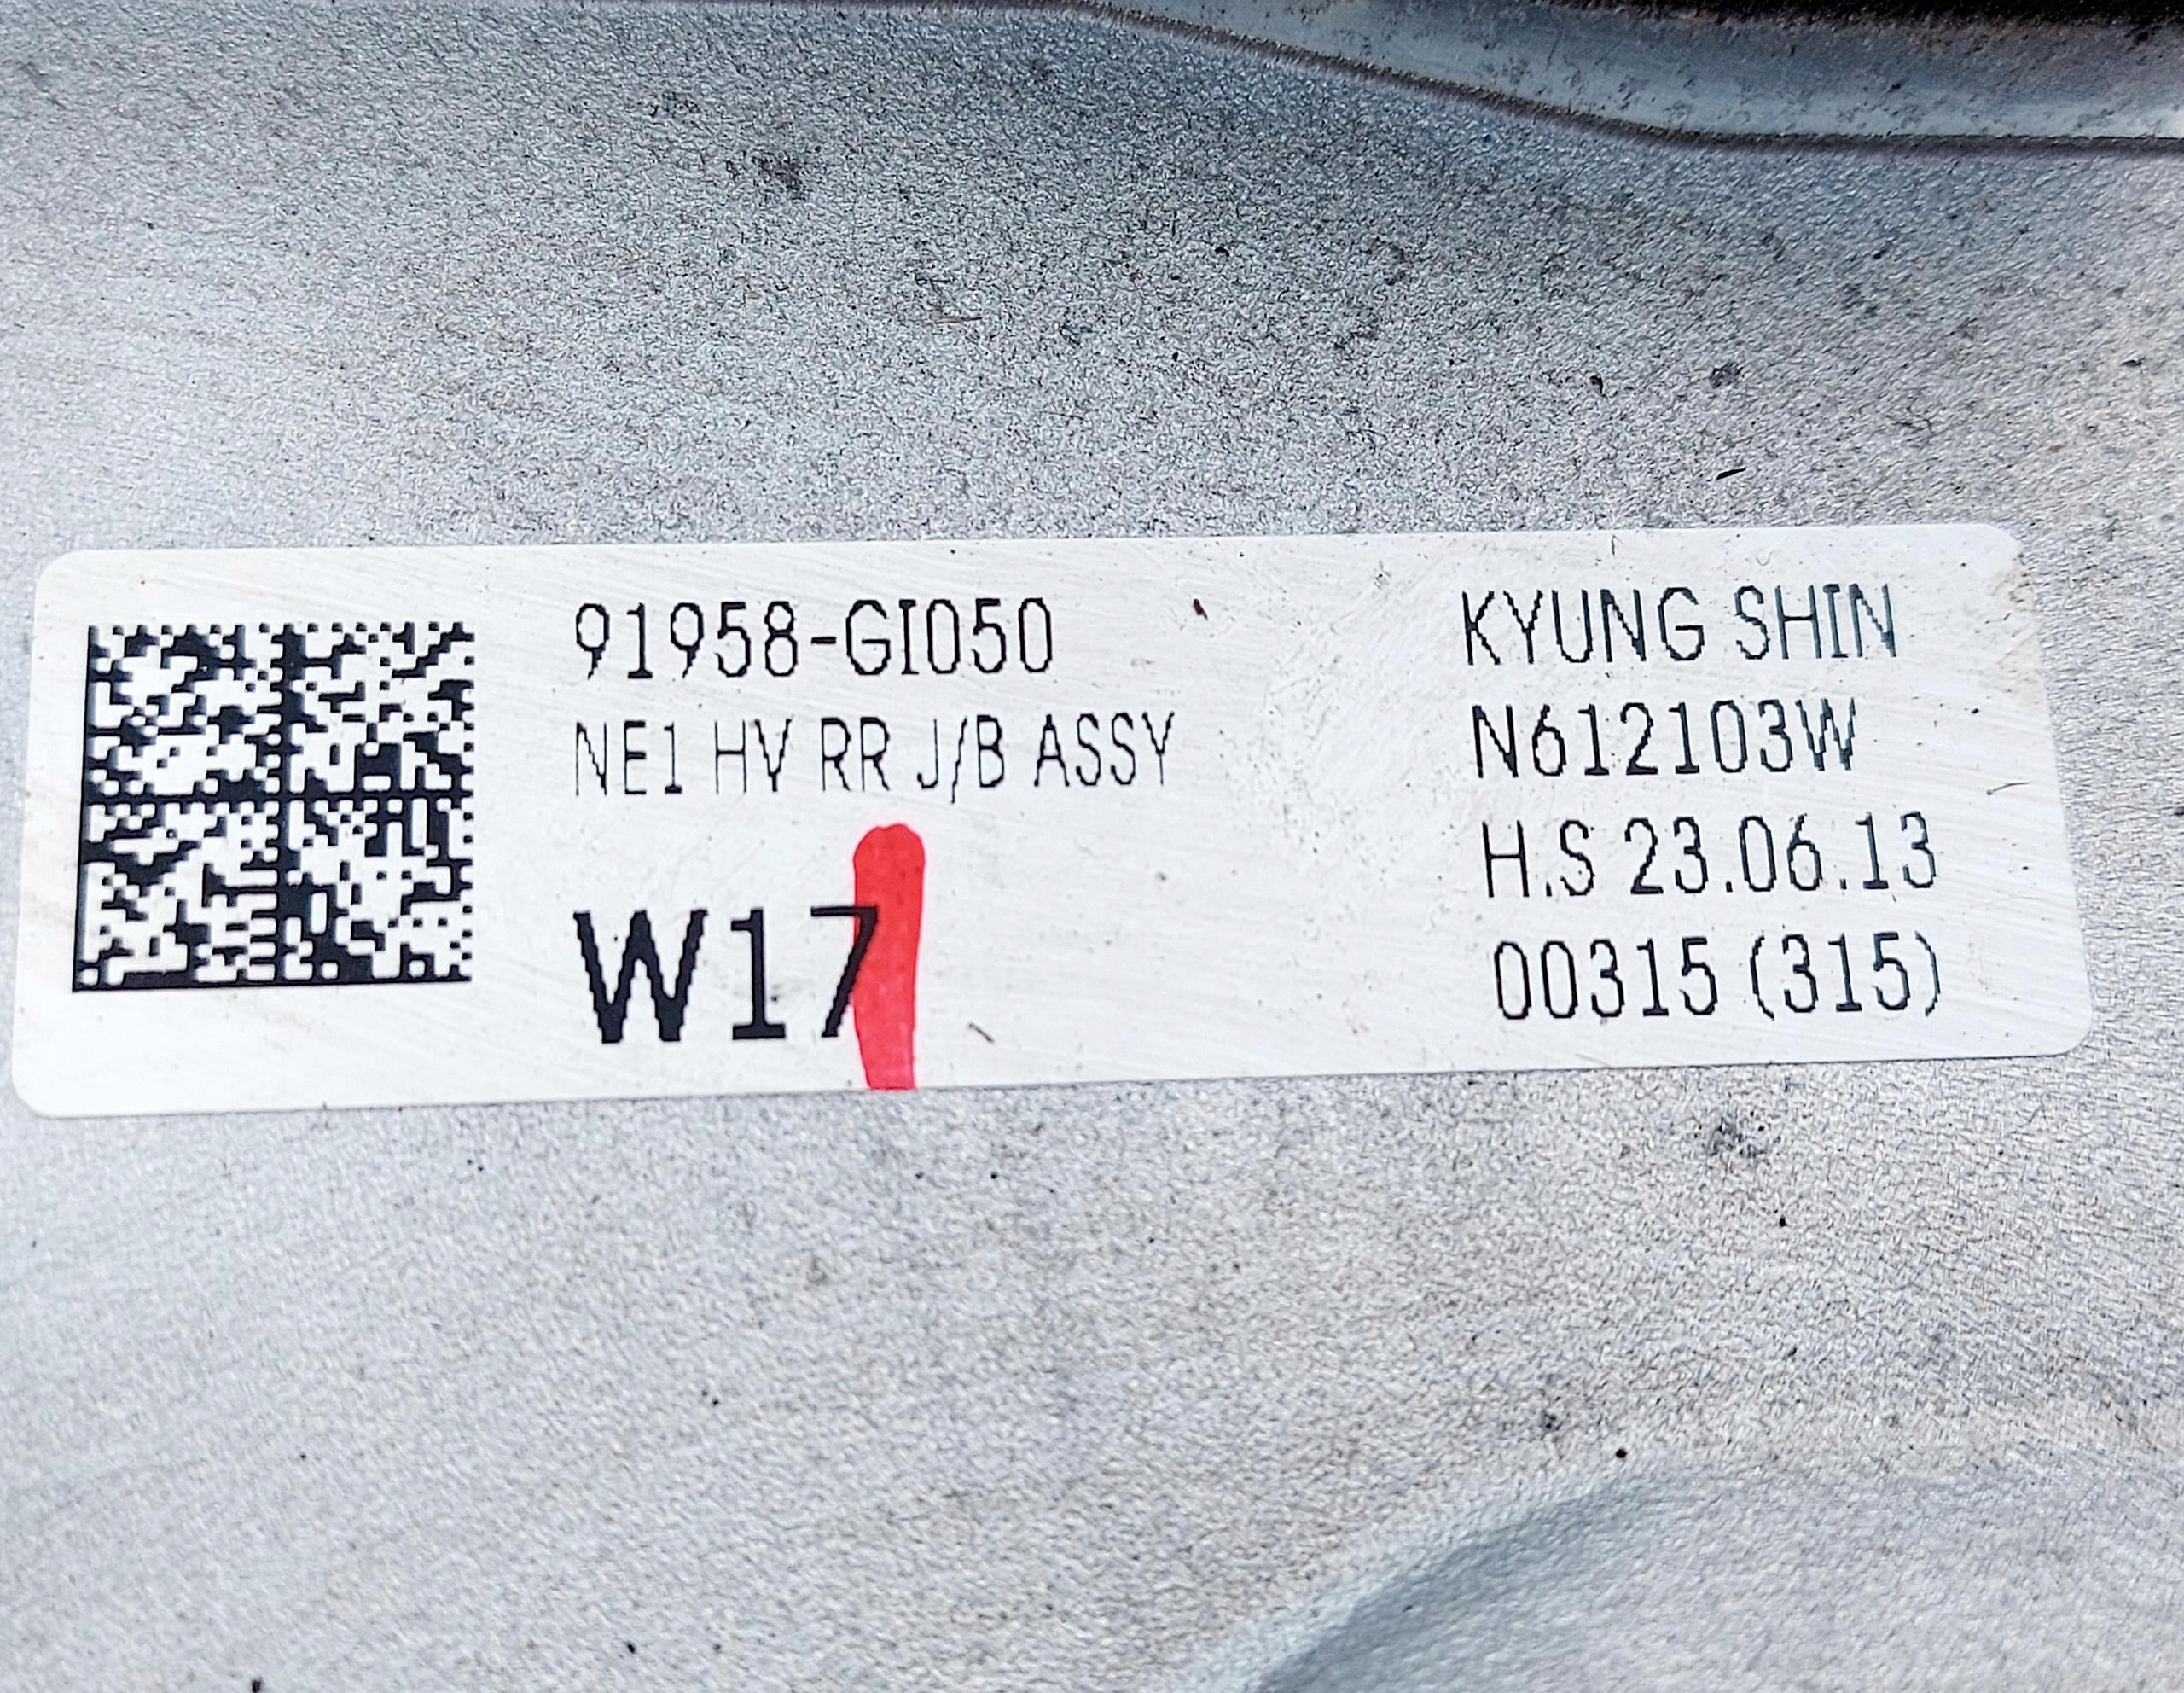 91958-GI050
NE1 HV RR J/B ASSY
W17
KYUNG SHIN
N612103W
H.S 23.06.13
00315 (315)